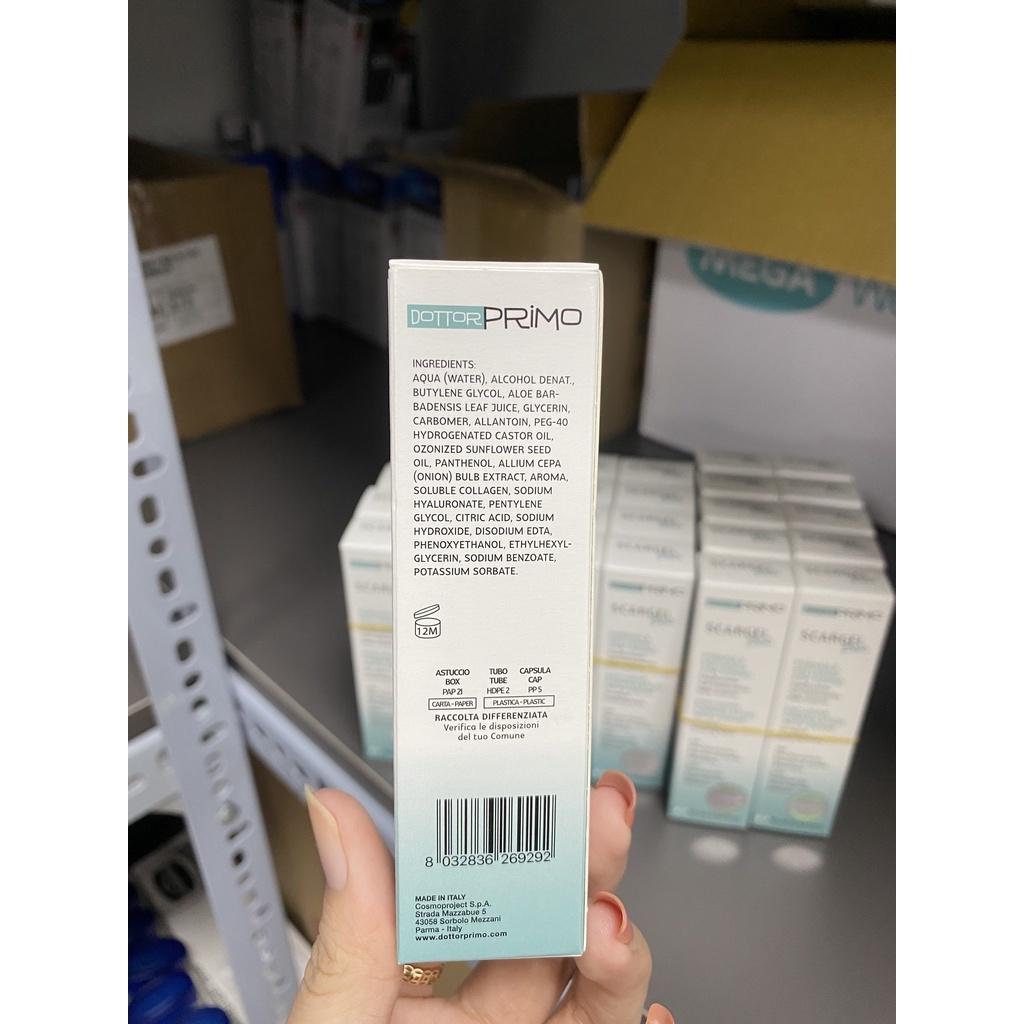 DOTTORPRIMO
INGREDIENTS:
AQUA (WATER), ALCOHOL DENAT.,
BUTYLENE GLYCOL, ALOE BAR-
BADENSIS LEAF JUICE, GLYCERIN,
CARBOMER, ALLANTOIN, PEG-40
HYDROGENATED CASTOR OIL,
OZONIZED SUNFLOWER SEED
OIL, PANTHENOL, ALLIUM CEPA
(ONION) BULB EXTRACT, AROMA,
SOLUBLE COLLAGEN, SODIUM
HYALURONATE, PENTYLENE
GLYCOL, CITRIC ACID, SODIUM
HYDROXIDE, DISODIUM EDTA,
PHENOXYETHANOL, ETHYLHEXYL-
GLYCERIN, SODIUM BENZOATE,
POTASSIUM SORBATE.
12M
ASTUCCIO TUBO CAPSULA
BOX TUBE CAP
PAP 21 HDPE 2 PP 5
CARTA-PAPER PLASTICA-PLASTIC
RACCOLTA DIFFERENZIATA
Verifica le disposizioni
del tuo Comune
8 032836 269292
MADE IN ITALY
Cosmoproject S.p.A.
Strada Mazzabue 5
43058 Sorbolo Mezzani
Parma - Italy
www.dottorprimo.com
MEGA
SCARGEL
SCARGEL
SCARGEL
SCARGEL